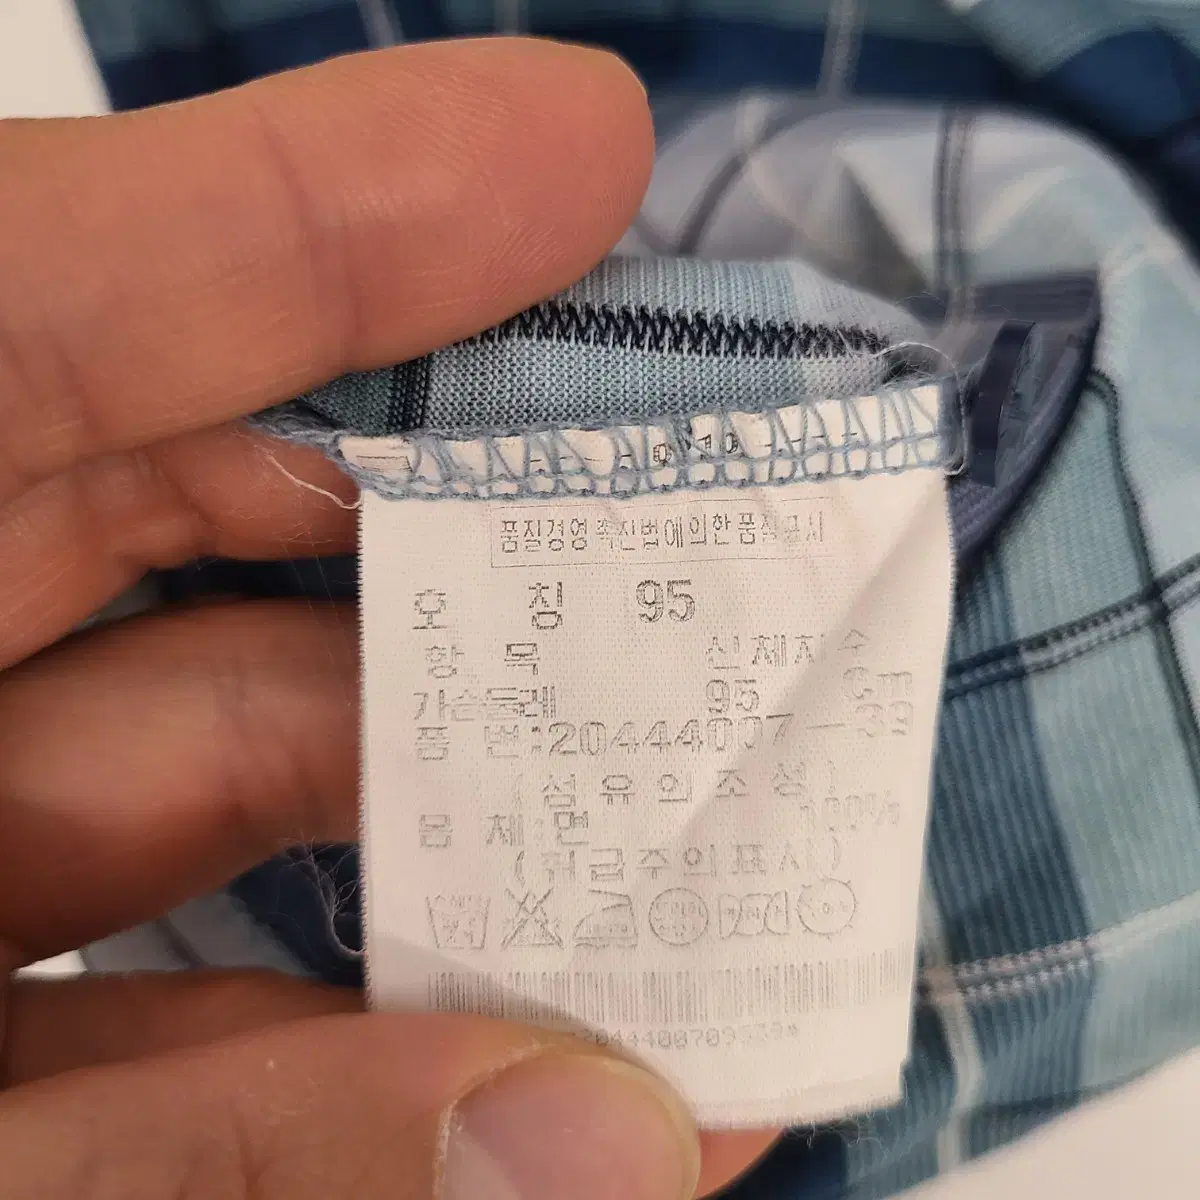 품질경영촉진법에의한품질표시
호 칭 95
항 목 신체치수
가슴둘레 95 Cm
품 번:20444007-39
(섬유의조성)
몸 체:면 100%
(취급주의표시)
*2044400709539*